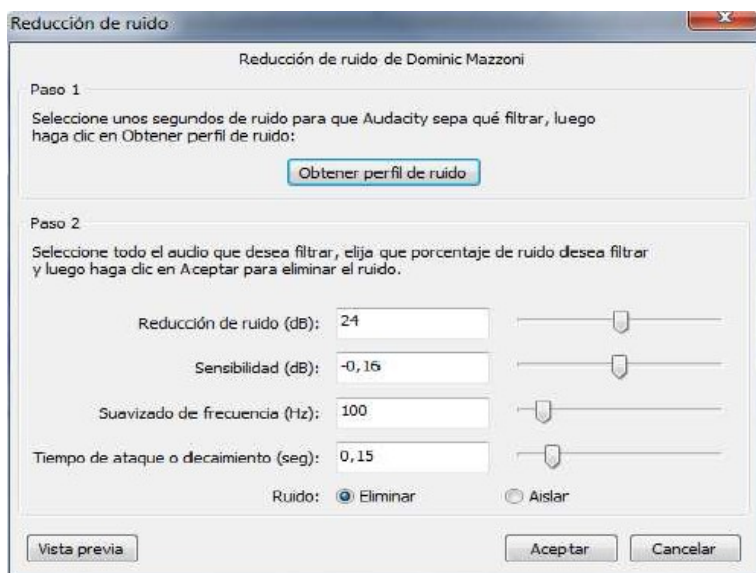 Reducción de ruido
Reducción de ruido de Dominic Mazzoni
Paso 1
Seleccione unos segundos de ruido para que Audacity sepa qué filtrar, luego
haga clic en Obtener perfil de ruido:
Obtener perfil de ruido
Paso 2
Seleccione todo el audio que desea filtrar, elija que porcentaje de ruido desea filtrar
y luego haga clic en Aceptar para eliminar el ruido.
Reducción de ruido (dB): 24
Sensibilidad (dB): -0,16
Suavizado de frecuencia (Hz): 100
Tiempo de ataque o decaimiento (seg): 0,15
Ruido: Eliminar Aislar
Vista previa Aceptar Cancelar